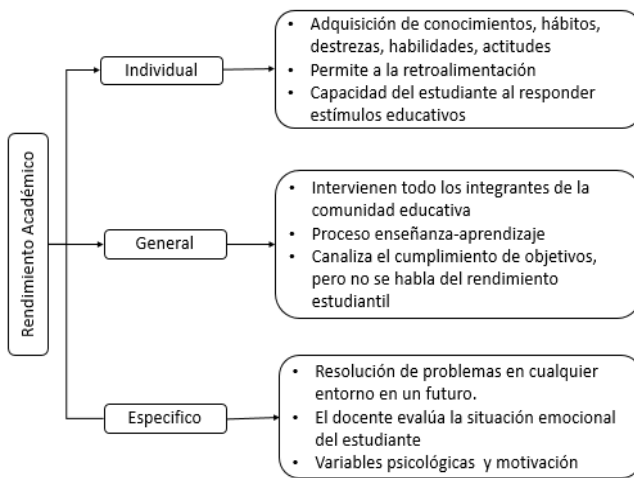 Rendimiento Académico
Individual
• Adquisición de conocimientos, hábitos,
destrezas, habilidades, actitudes
• Permite a la retroalimentación
• Capacidad del estudiante al responder
estímulos educativos
General
• Intervienen todo los integrantes de la
comunidad educativa
• Proceso enseñanza-aprendizaje
• Canaliza el cumplimiento de objetivos,
pero no se habla del rendimiento
estudiantil
Especifico
• Resolución de problemas en cualquier
entorno en un futuro.
• El docente evalúa la situación emocional
del estudiante
• Variables psicológicas y motivación